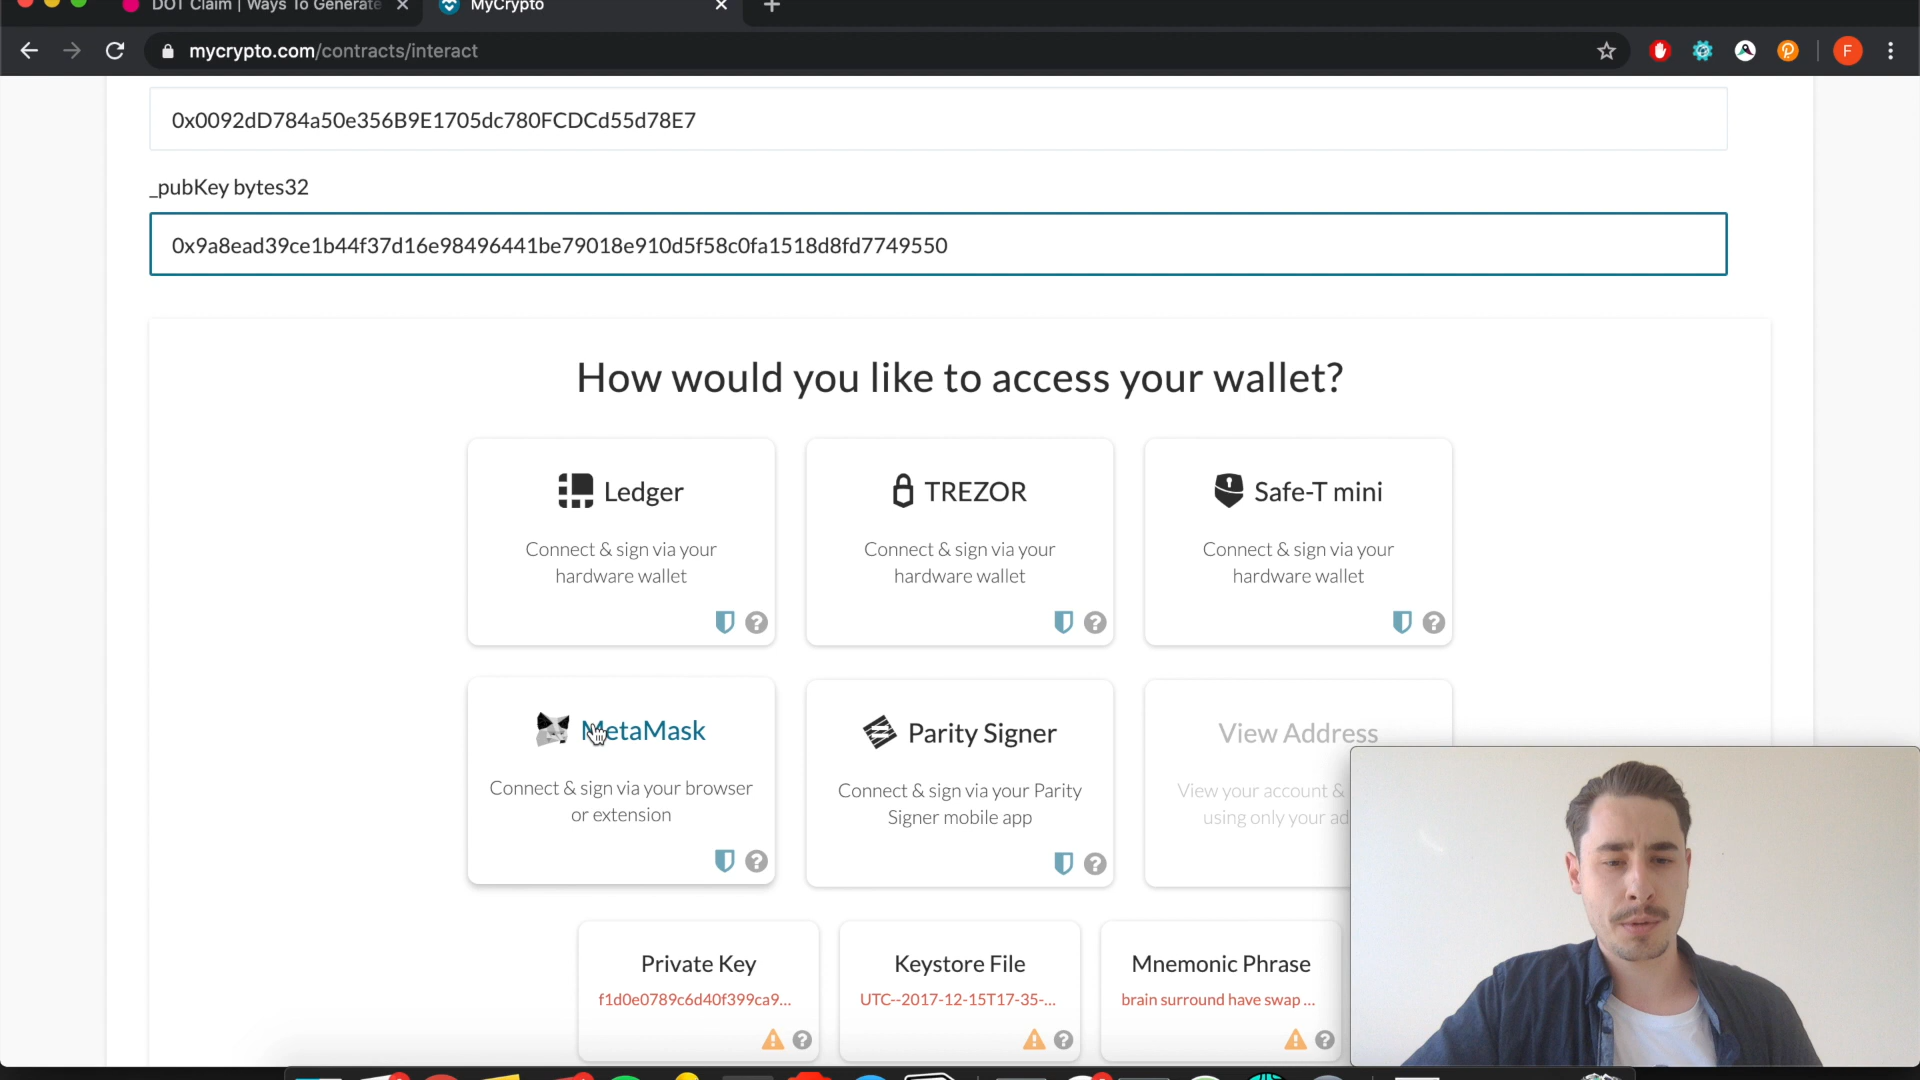 DOT Claim | Ways To Generate
MyCrypto
mycrypto.com/contracts/interact
F
0x0092dD784a50e356B9E1705dc780FCDCd55d78E7
_pubKey bytes32
0x9a8ead39ce1b44f37d16e98496441be79018e910d5f58c0fa1518d8fd7749550
How would you like to access your wallet?
Ledger
Connect & sign via your
hardware wallet
TREZOR
Connect & sign via your
hardware wallet
Safe-T mini
Connect & sign via your
hardware wallet
MetaMask
Connect & sign via your browser
or extension
Parity Signer
Connect & sign via your Parity
Signer mobile app
View Address
View your account &
using only your ad
Private Key
f1d0e0789c6d40f399ca9...
Keystore File
UTC--2017-12-15T17-35-...
Mnemonic Phrase
brain surround have swap ...